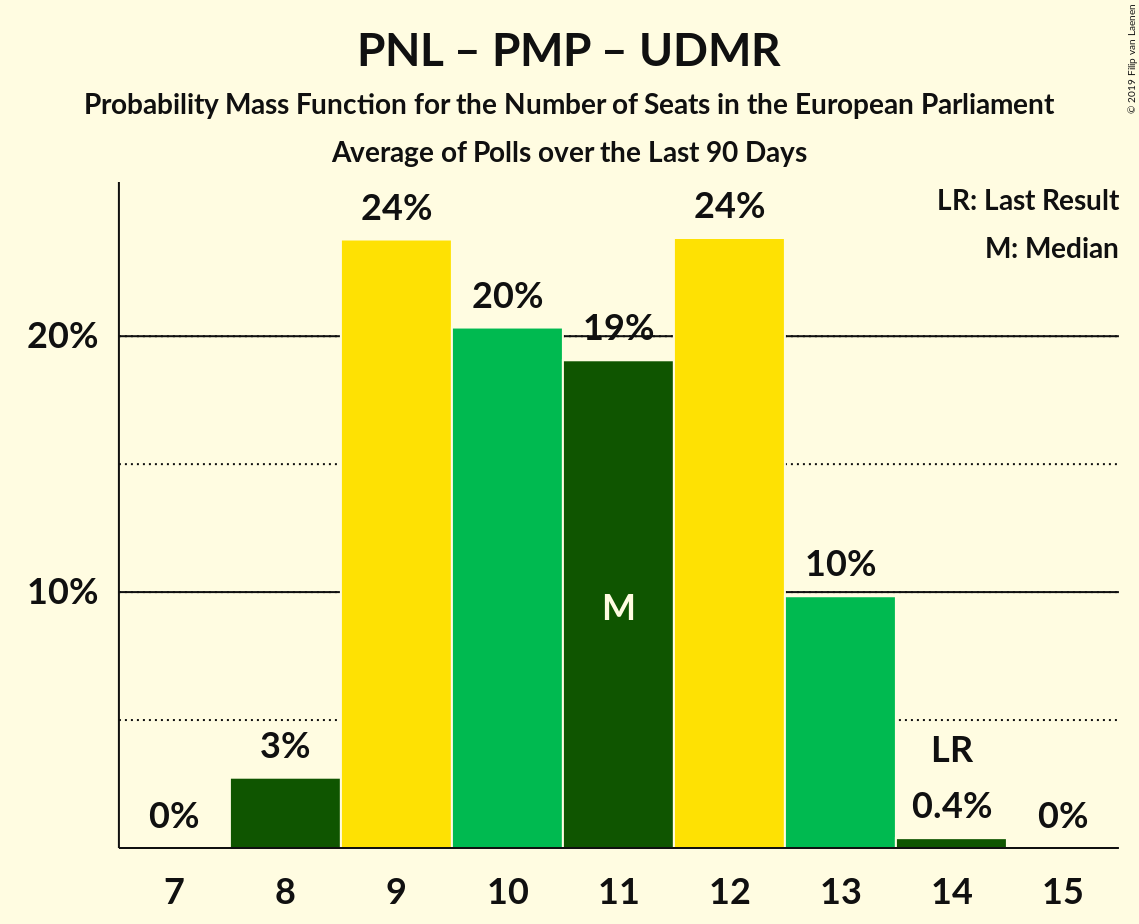 PNL – PMP – UDMR
Probability Mass Function for the Number of Seats in the European Parliament
Average of Polls over the Last 90 Days
© 2019 Filip van Laenen
LR: Last Result
M: Median
24%
24%
20%
19%
20%
10%
10%
M
3%
LR
0%
0.4%
0%
7 8 9 10 11 12 13 14 15